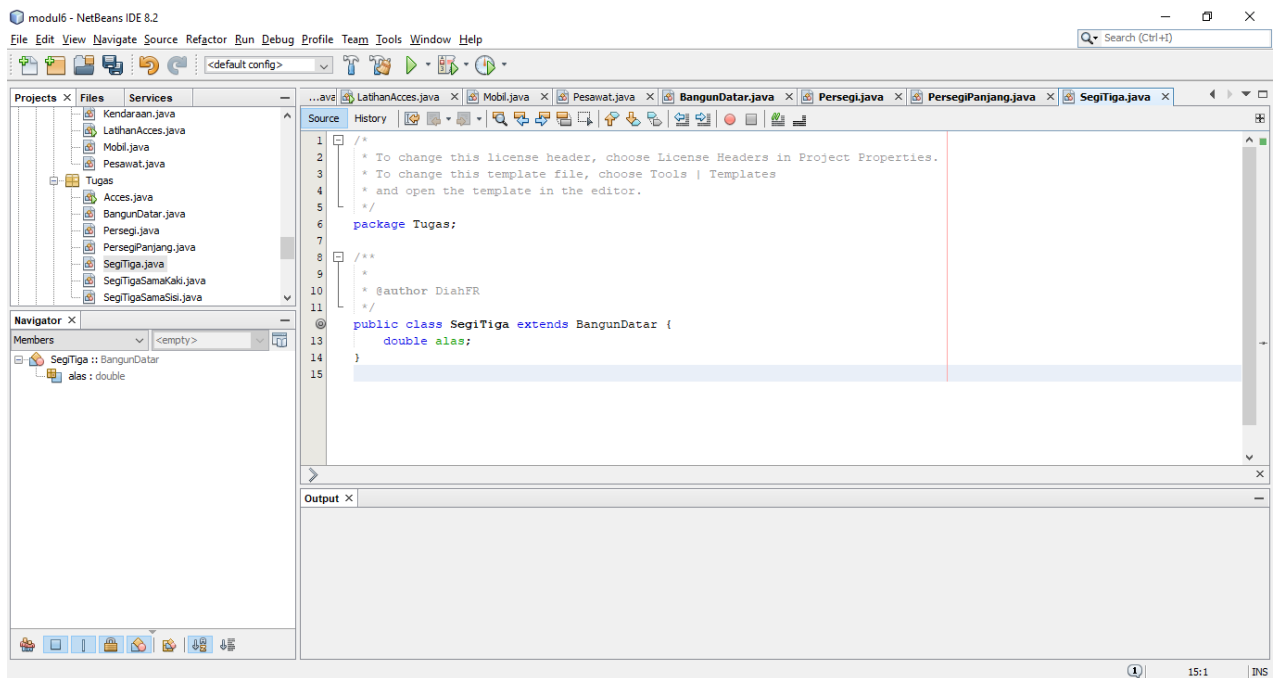 modul6 - NetBeans IDE 8.2
File Edit View Navigate Source Refactor Run Debug Profile Team Tools Window Help
Search (Ctrl+I)
<default config>
Projects Files Services
Kendaraan.java
LatihanAcces.java
Mobil.java
Pesawat.java
Tugas
Acces.java
BangunDatar.java
Persegi.java
PersegiPanjang.java
SegiTiga.java
SegiTigaSamaKaki.java
SegiTigaSamaSisi.java
Navigator
Members <empty>
SegiTiga :: BangunDatar
alas : double
...ava LatihanAcces.java Mobil.java Pesawat.java BangunDatar.java Persegi.java PersegiPanjang.java SegiTiga.java
Source History
1 /*
2 * To change this license header, choose License Headers in Project Properties.
3 * To change this template file, choose Tools | Templates
4 * and open the template in the editor.
5 */
6 package Tugas;
7
8 /**
9 *
10 * @author DiahFR
11 */
public class SegiTiga extends BangunDatar {
13 double alas;
14 }
15
Output
1 15:1 INS